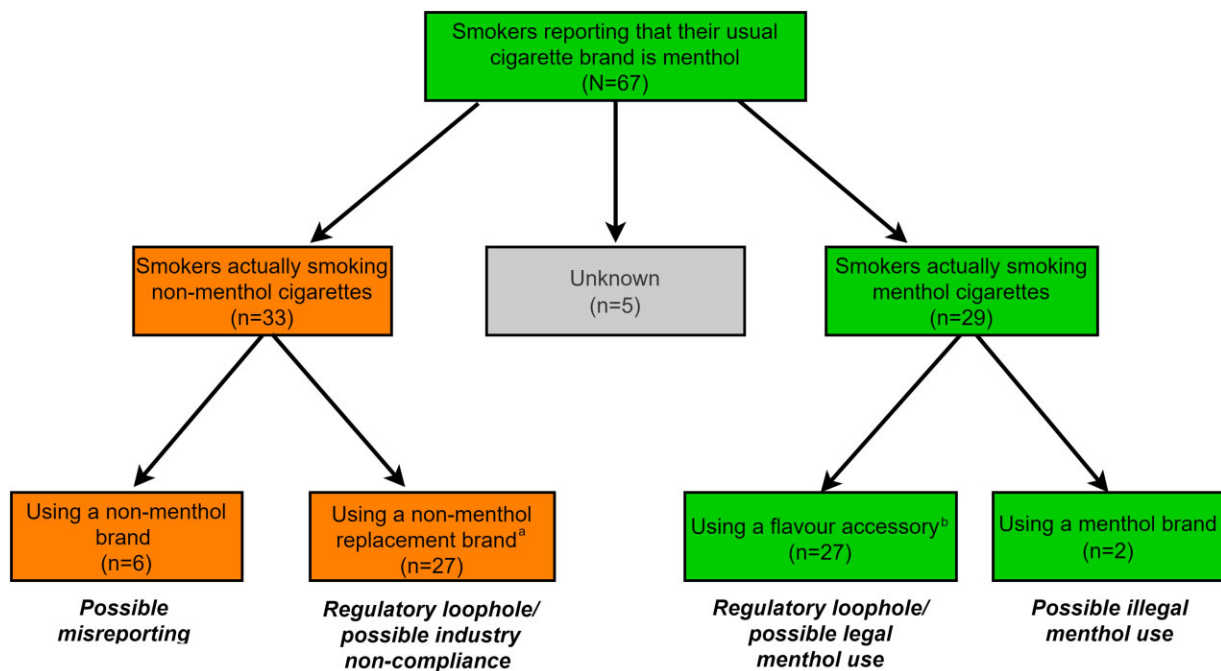 Smokers reporting that their usual
cigarette brand is menthol
(N=67)
Smokers actually smoking
non-menthol cigarettes
(n=33)
Unknown
(n=5)
Smokers actually smoking
menthol cigarettes
(n=29)
Using a non-menthol
brand
(n=6)
Using a non-menthol
replacement brandᵃ
(n=27)
Using a flavour accessoryᵇ
(n=27)
Using a menthol brand
(n=2)
Possible
misreporting
Regulatory loophole/
possible industry
non-compliance
Regulatory loophole/
possible legal
menthol use
Possible illegal
menthol use